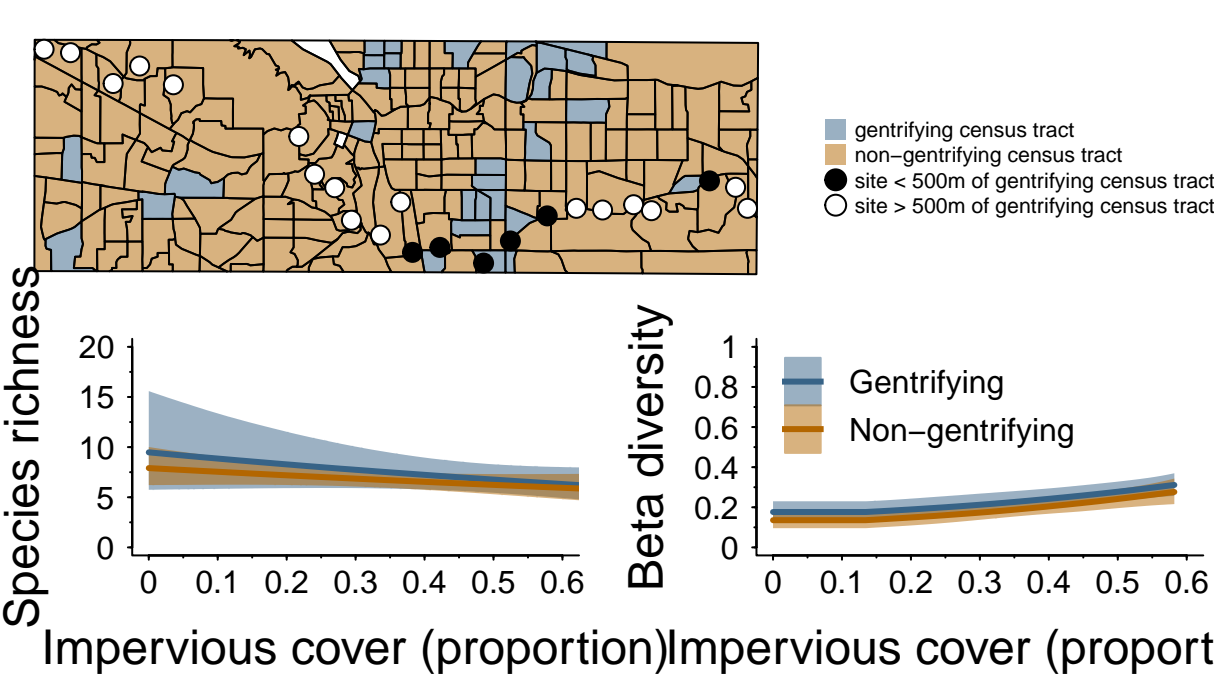 gentrifying census tract
non−gentrifying census tract
site < 500m of gentrifying census tract
site > 500m of gentrifying census tract
Species richness
20
15
10
5
0
0 0.1 0.2 0.3 0.4 0.5 0.6
Impervious cover (proportion)
Beta diversity
1
0.8
0.6
0.4
0.2
0
Gentrifying
Non−gentrifying
0 0.1 0.2 0.3 0.4 0.5 0.6
Impervious cover (proport